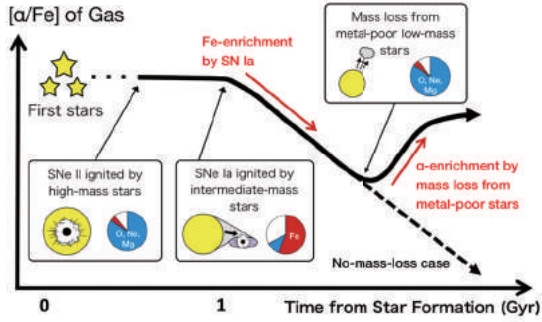 [α/Fe] of Gas
Mass loss from
metal-poor low-mass
stars
O, Ne,
Mg
Fe-enrichment
by SN Ia
First stars
SNe II ignited by
high-mass stars
O, Ne,
Mg
SNe Ia ignited by
intermediate-mass
stars
Fe
α-enrichment by
mass loss from
metal-poor stars
No-mass-loss case
0
1
Time from Star Formation (Gyr)